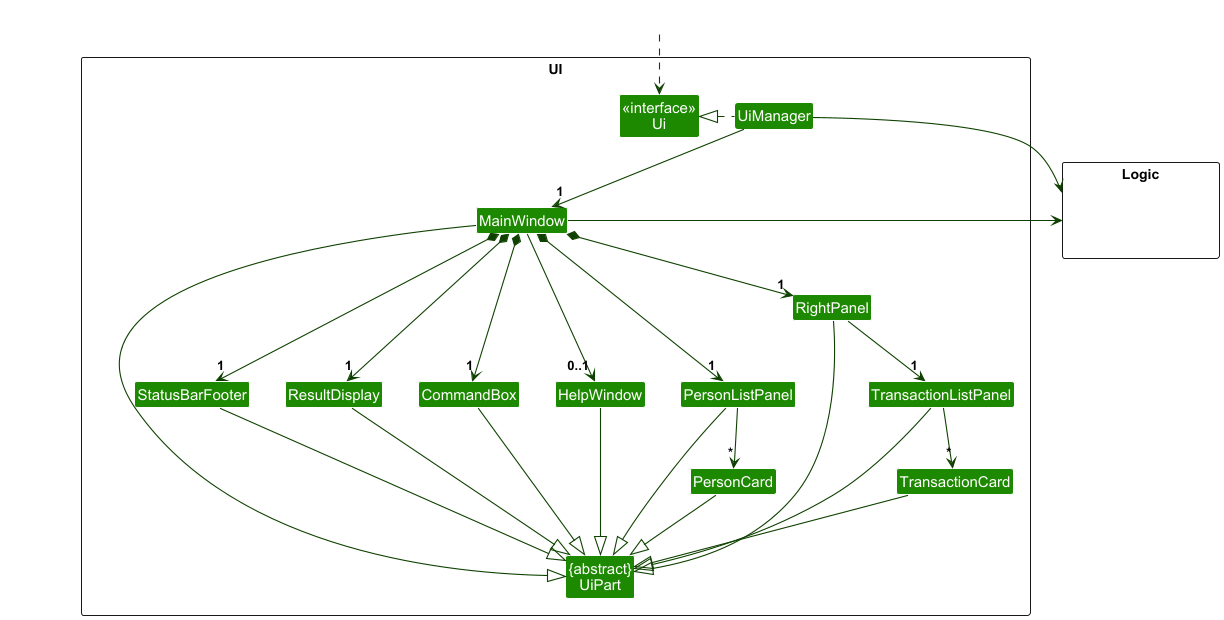 UI
«interface»
Ui
UiManager
Logic
1
MainWindow
1
RightPanel
1
1
1
0..1
1
1
StatusBarFooter
ResultDisplay
CommandBox
HelpWindow
PersonListPanel
TransactionListPanel
*
*
PersonCard
TransactionCard
{abstract}
UiPart